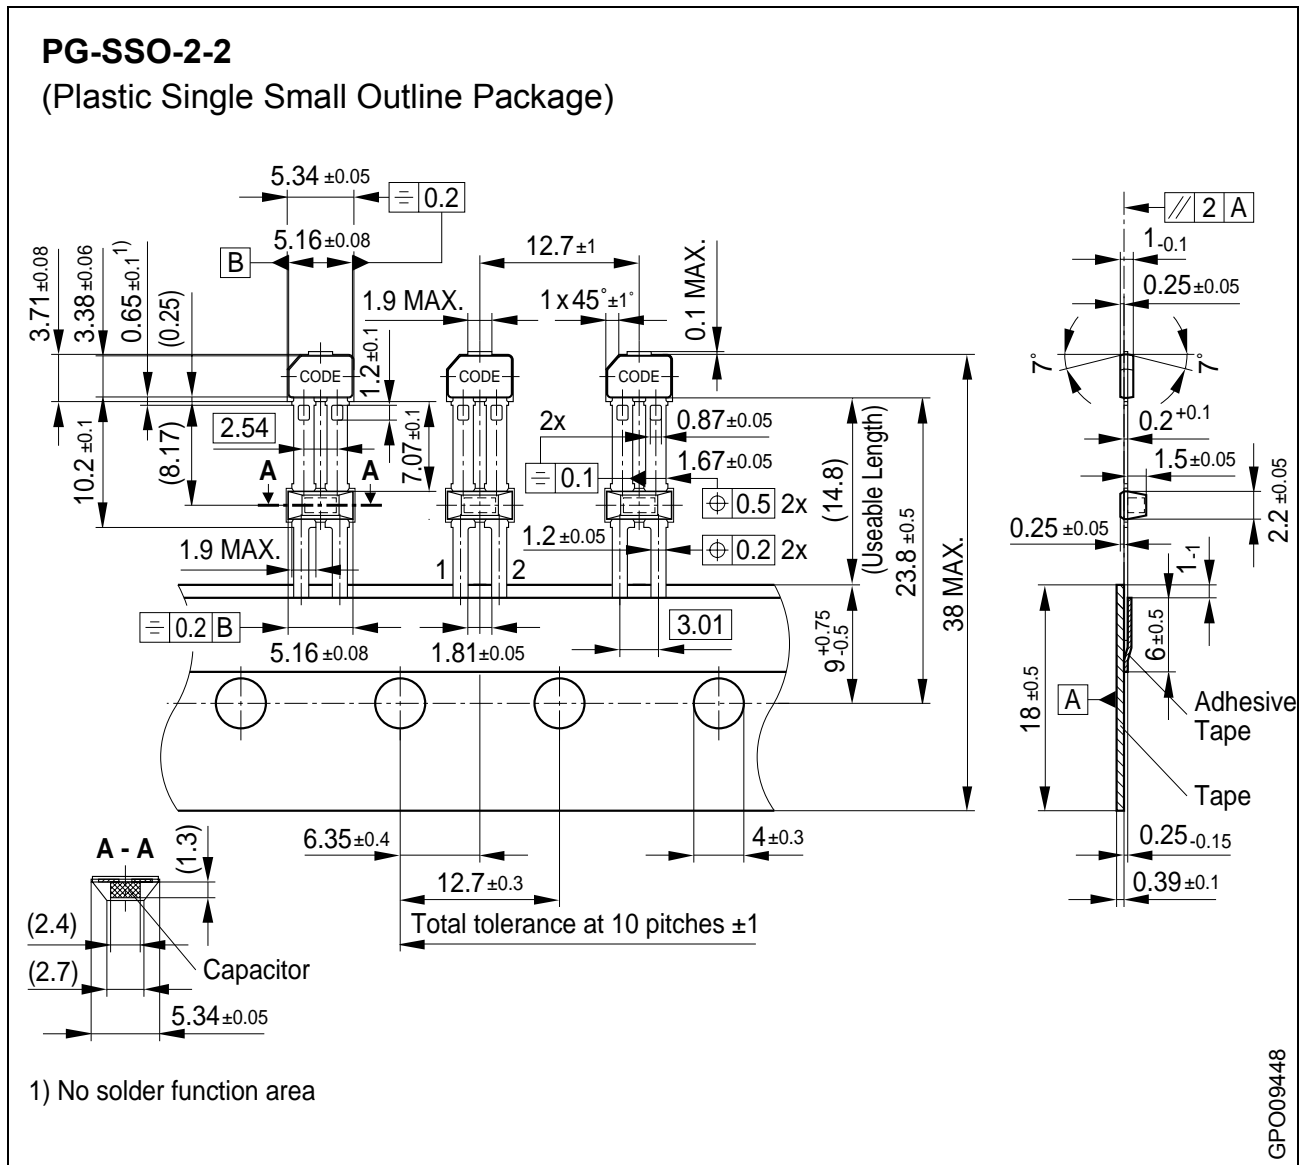 PG-SSO-2-2
(Plastic Single Small Outline Package)
5.34 ±0.05
⌯ 0.2
// 2 A
5.16 ±0.08
B
12.7 ±1
1 -0.1
3.71 ±0.08
3.38 ±0.06
0.65 ±0.1 1)
(0.25)
1.9 MAX.
1 x 45° ±1°
0.1 MAX.
0.25 ±0.05
1.2 ±0.1
7°
7°
CODE
CODE
CODE
2x
0.87 ±0.05
0.2 +0.1
2.54
10.2 ±0.1
(8.17)
7.07 ±0.1
A
A
⌯ 0.1
1.67 ±0.05
1.5 ±0.05
⌖ 0.5 2x
(14.8)
(Useable Length)
23.8 ±0.5
38 MAX.
2.2 ±0.05
1.9 MAX.
1.2 ±0.05
⌖ 0.2 2x
0.25 ±0.05
1
2
1 -1
⌯ 0.2 B
3.01
5.16 ±0.08
1.81 ±0.05
9 +0.75 -0.5
6 ±0.5
18 ±0.5
A
Adhesive
Tape
Tape
A - A
(1.3)
6.35 ±0.4
4 ±0.3
0.25 -0.15
12.7 ±0.3
0.39 ±0.1
(2.4)
Total tolerance at 10 pitches ±1
(2.7)
Capacitor
5.34 ±0.05
1) No solder function area
GPO09448